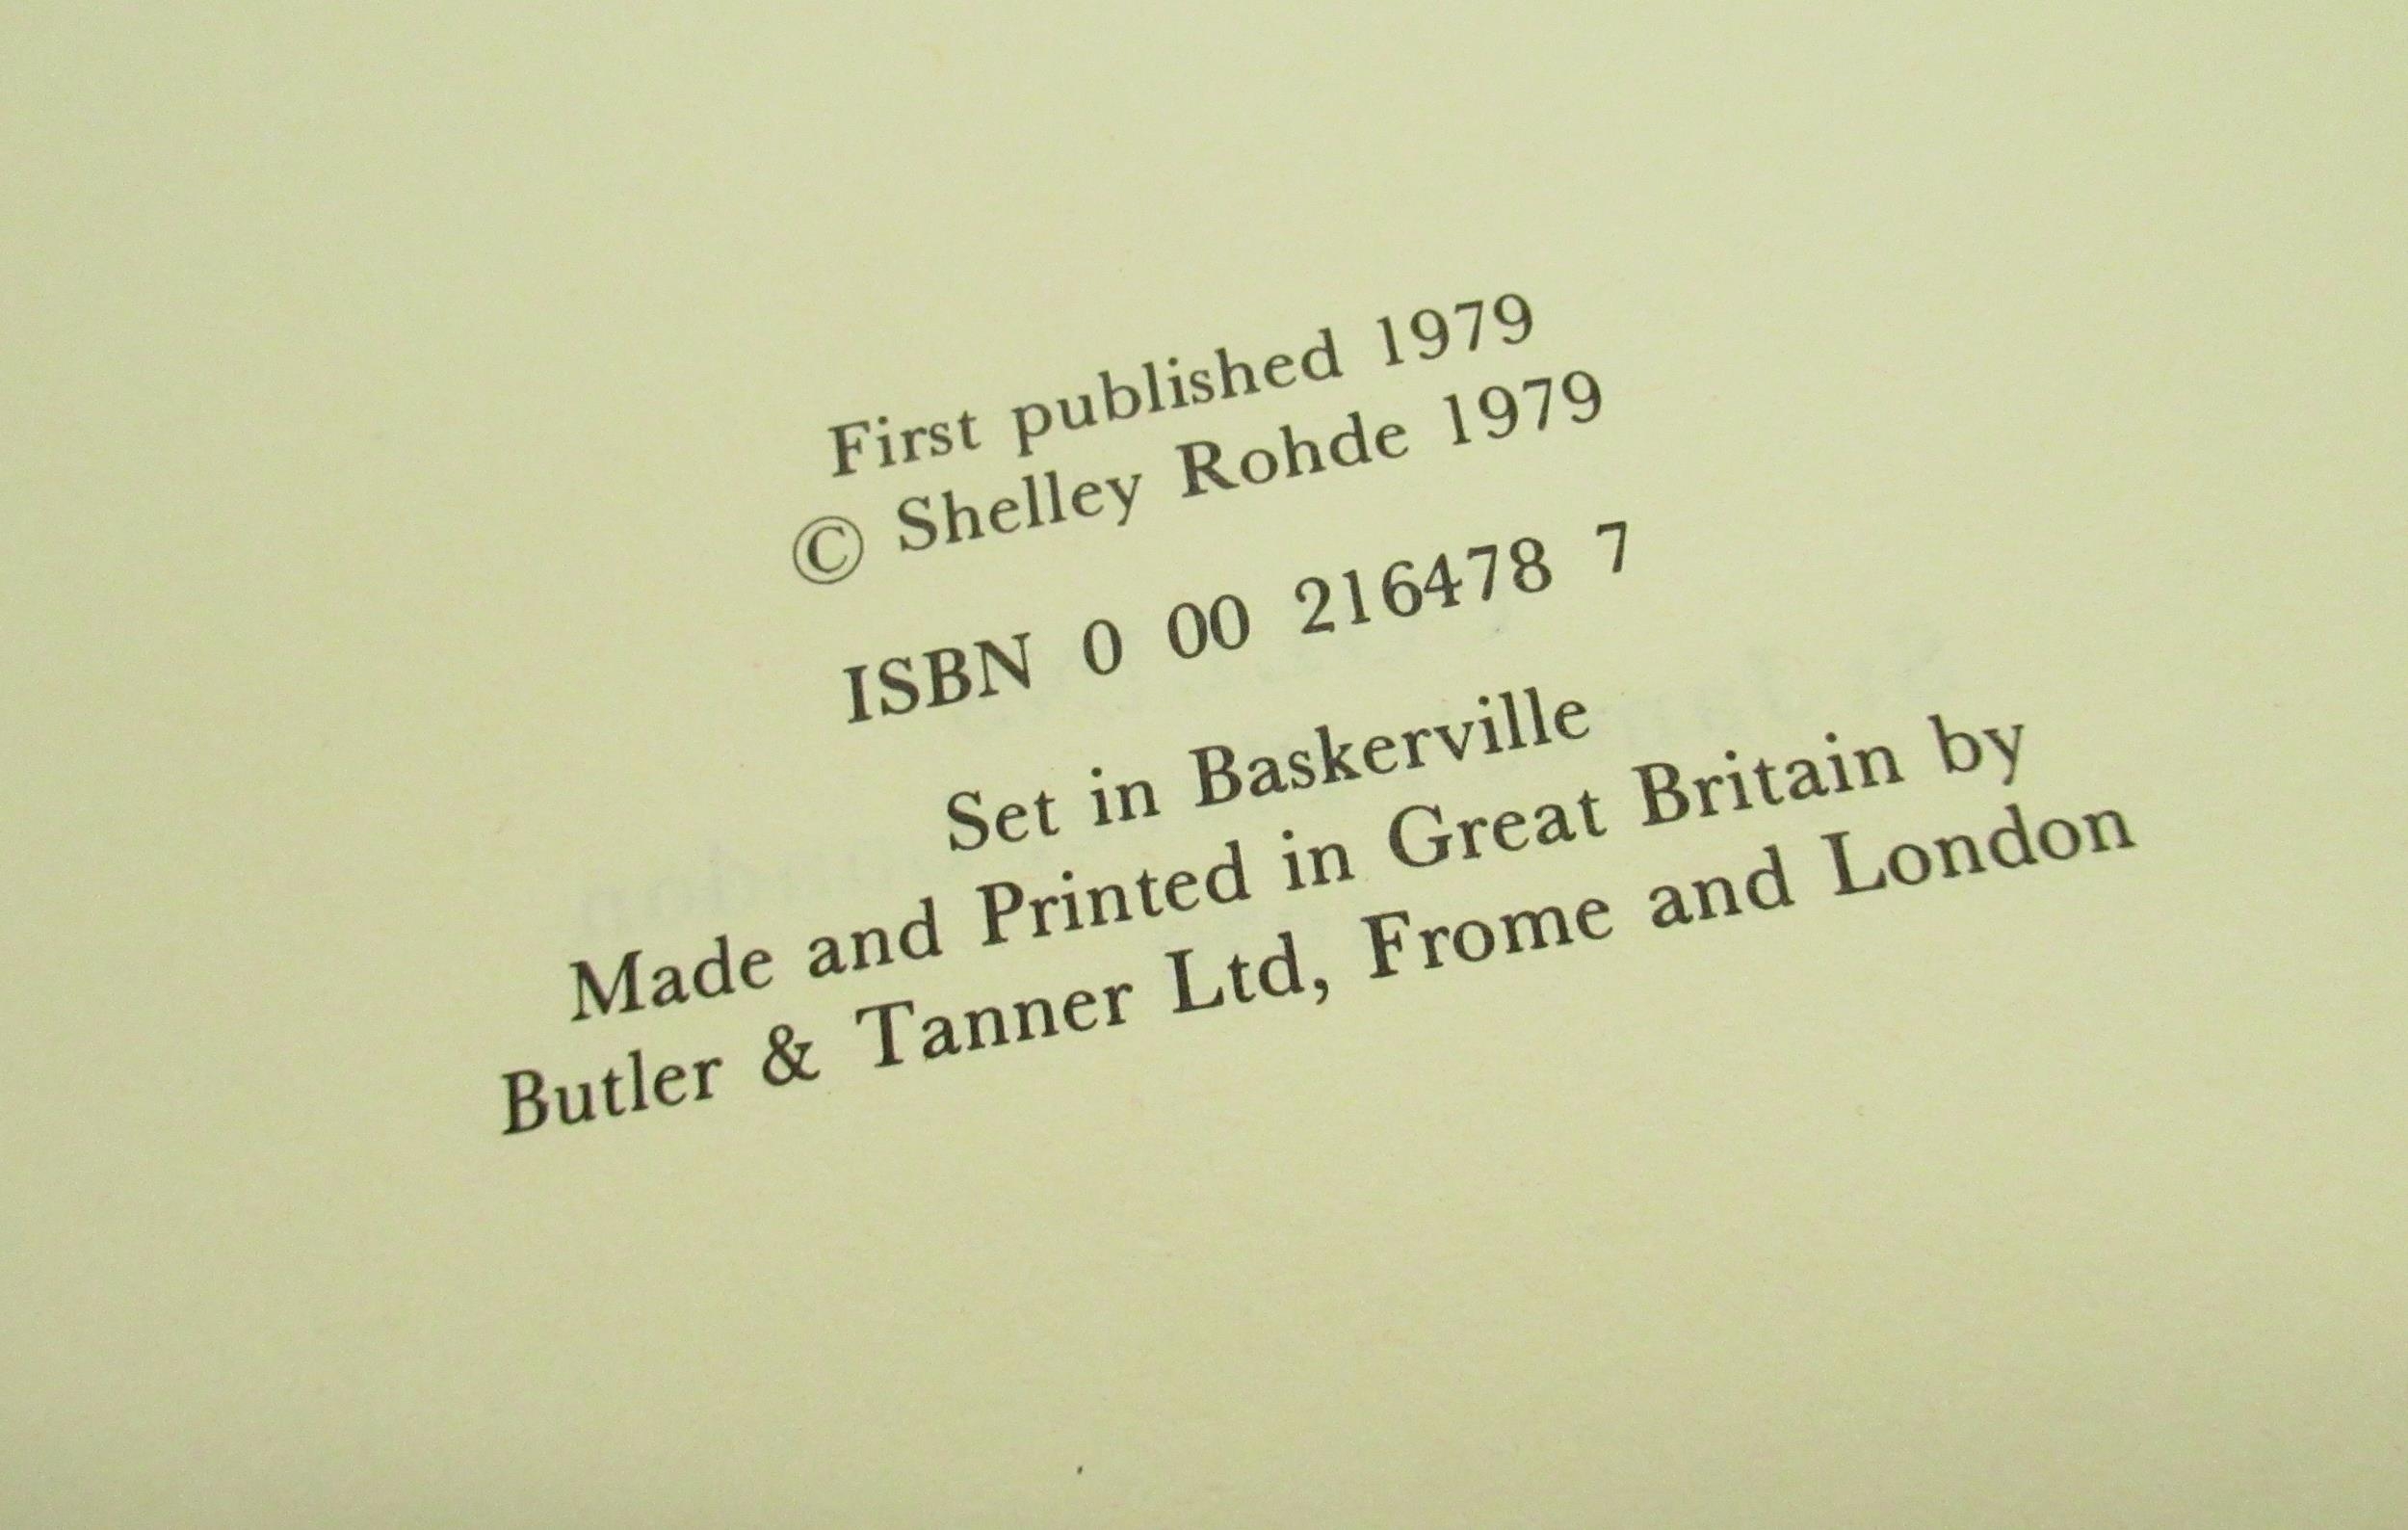 First published 1979
© Shelley Rohde 1979
ISBN 0 00 216478 7
Set in Baskerville
Made and Printed in Great Britain by
Butler & Tanner Ltd, Frome and London